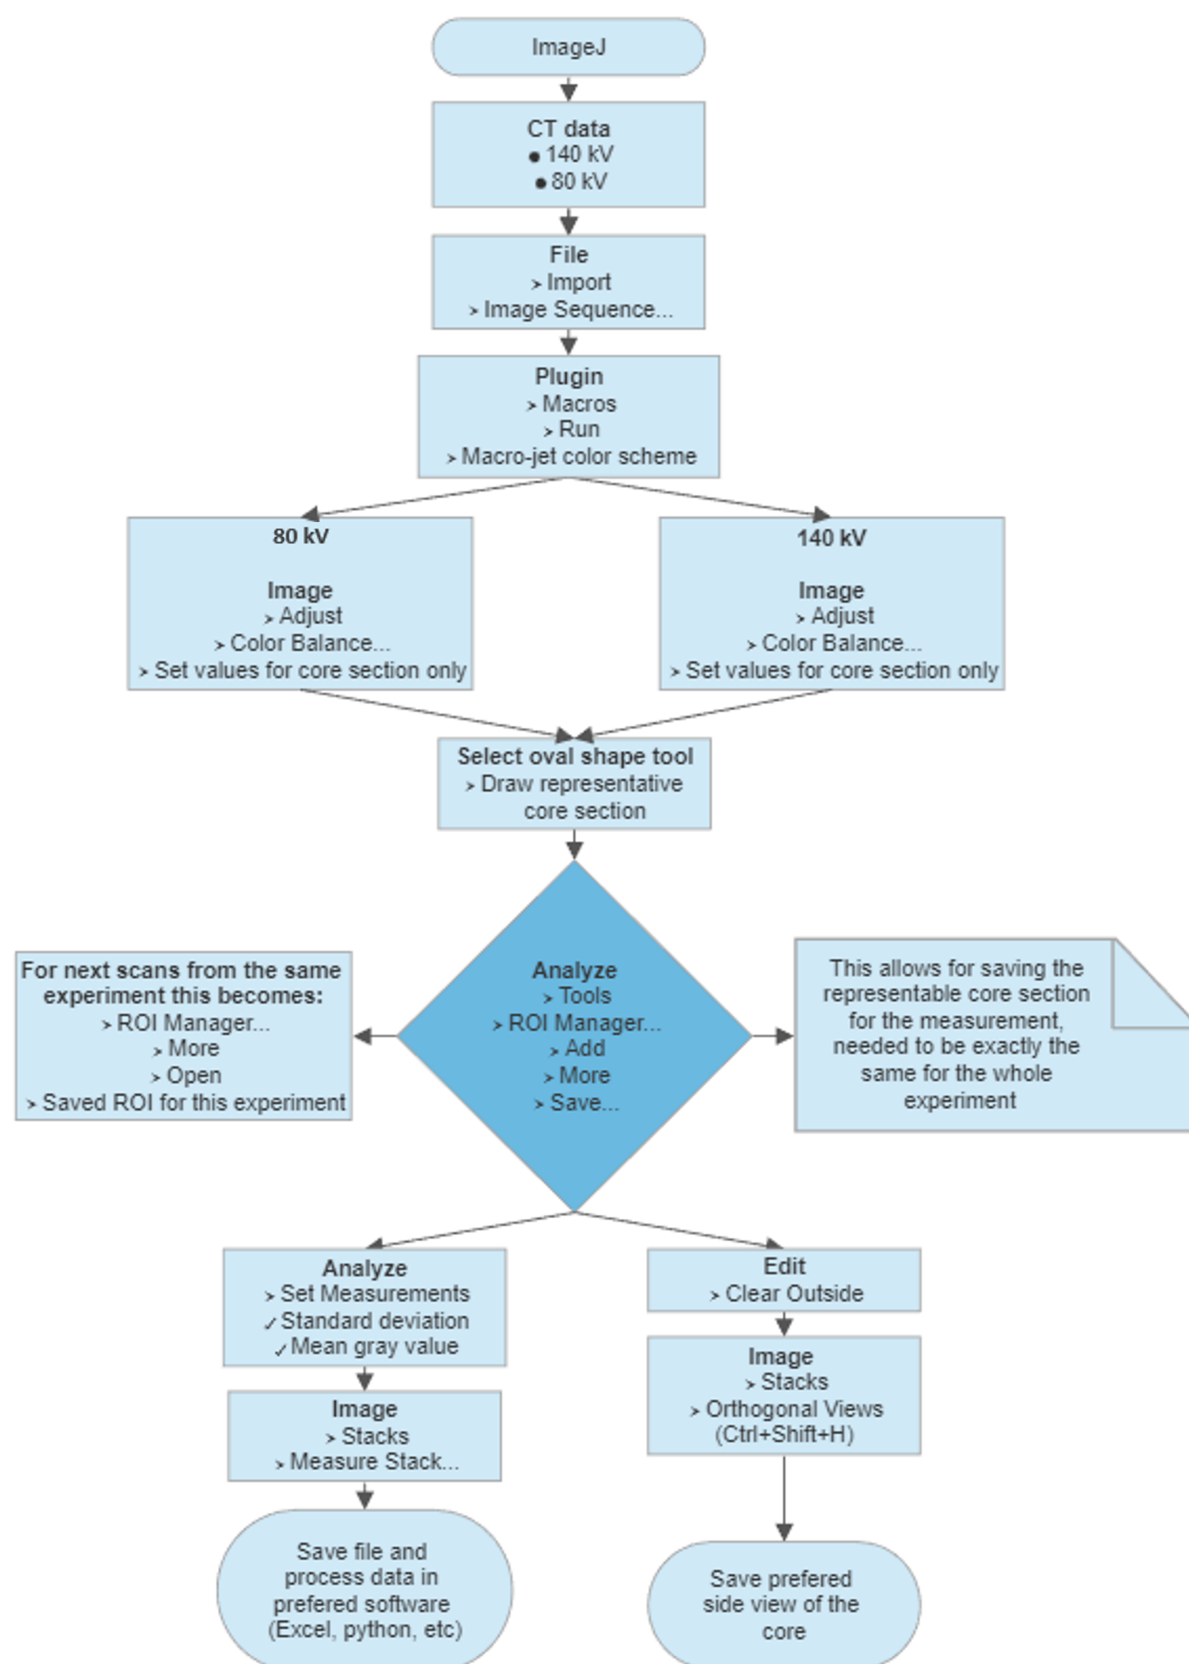 ImageJ
CT data
● 140 kV
● 80 kV
File
➢ Import
➢ Image Sequence...
Plugin
➢ Macros
➢ Run
➢ Macro-jet color scheme
80 kV
Image
➢ Adjust
➢ Color Balance...
➢ Set values for core section only
140 kV
Image
➢ Adjust
➢ Color Balance...
➢ Set values for core section only
Select oval shape tool
➢ Draw representative
core section
For next scans from the same
experiment this becomes:
➢ ROI Manager...
➢ More
➢ Open
➢ Saved ROI for this experiment
Analyze
➢ Tools
➢ ROI Manager...
➢ Add
➢ More
➢ Save...
This allows for saving the
representable core section
for the measurement,
needed to be exactly the
same for the whole
experiment
Analyze
➢ Set Measurements
✓ Standard deviation
✓ Mean gray value
Image
➢ Stacks
➢ Measure Stack...
Save file and
process data in
prefered software
(Excel, python, etc)
Edit
➢ Clear Outside
Image
➢ Stacks
➢ Orthogonal Views
(Ctrl+Shift+H)
Save prefered
side view of the
core